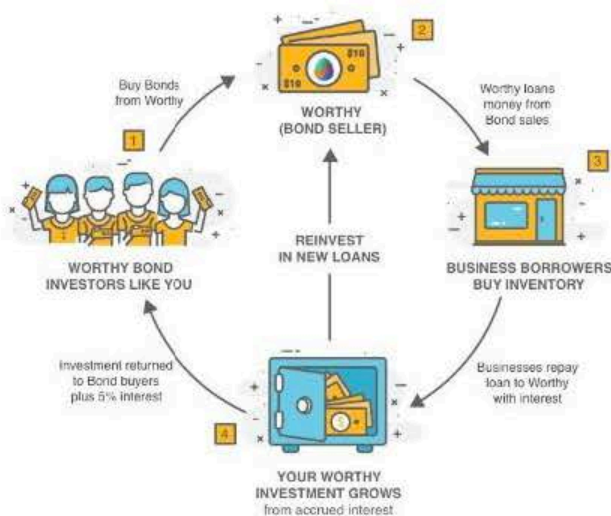 2
$10
$10
Buy Bonds
from Worthy
WORTHY
(BOND SELLER)
Worthy loans
money from
Bond sales
1
3
WORTHY BOND
INVESTORS LIKE YOU
REINVEST
IN NEW LOANS
BUSINESS BORROWERS
BUY INVENTORY
Investment returned
to Bond buyers
plus 5% interest
Businesses repay
loan to Worthy
with interest
$
4
YOUR WORTHY
INVESTMENT GROWS
from accrued interest